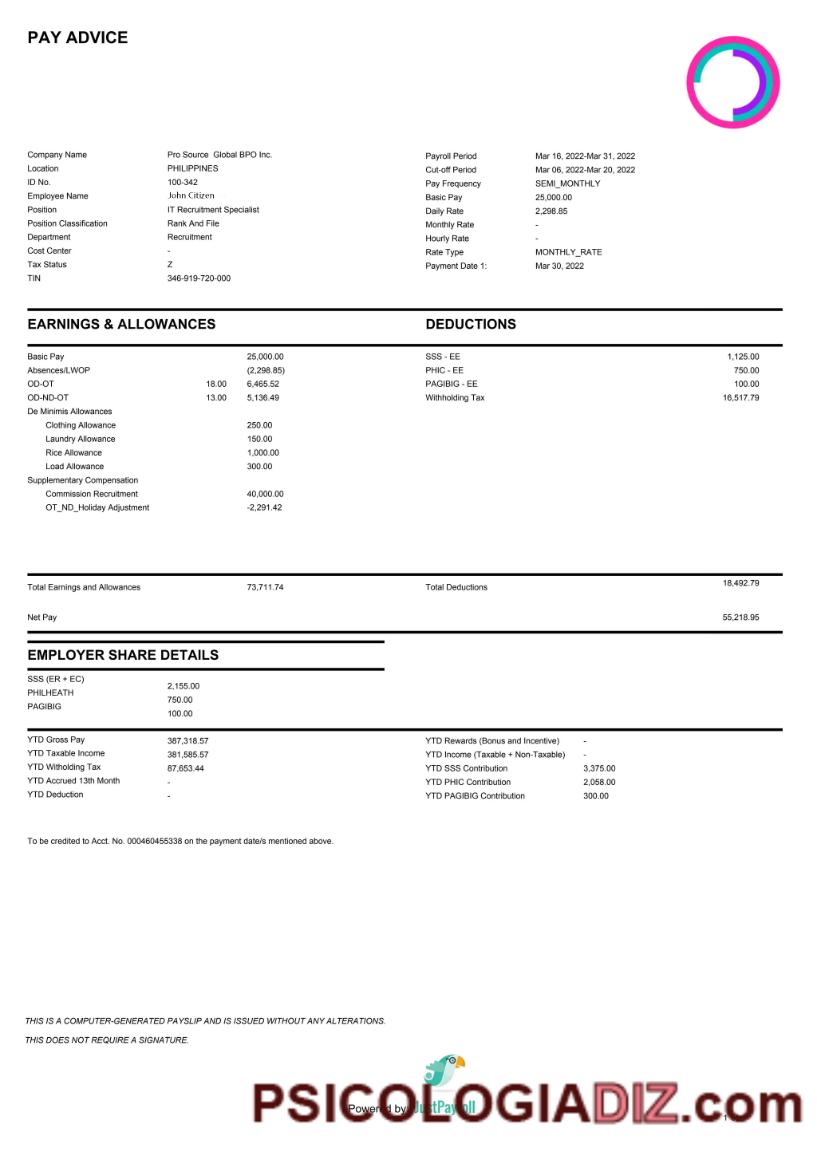 PAY ADVICE
Company Name Pro Source Global BPO Inc.
Location PHILIPPINES
ID No. 100-342
Employee Name John Citizen
Position IT Recruitment Specialist
Position Classification Rank And File
Department Recruitment
Cost Center -
Tax Status Z
TIN 346-919-720-000
Payroll Period Mar 16, 2022-Mar 31, 2022
Cut-off Period Mar 06, 2022-Mar 20, 2022
Pay Frequency SEMI_MONTHLY
Basic Pay 25,000.00
Daily Rate 2,298.85
Monthly Rate -
Hourly Rate -
Rate Type MONTHLY_RATE
Payment Date 1: Mar 30, 2022
EARNINGS & ALLOWANCES
Basic Pay 25,000.00
Absences/LWOP (2,298.85)
OD-OT 18.00 6,465.52
OD-ND-OT 13.00 5,136.49
De Minimis Allowances
Clothing Allowance 250.00
Laundry Allowance 150.00
Rice Allowance 1,000.00
Load Allowance 300.00
Supplementary Compensation
Commission Recruitment 40,000.00
OT_ND_Holiday Adjustment -2,291.42
DEDUCTIONS
SSS - EE 1,125.00
PHIC - EE 750.00
PAGIBIG - EE 100.00
Withholding Tax 16,517.79
Total Earnings and Allowances 73,711.74
Total Deductions 18,492.79
Net Pay 55,218.95
EMPLOYER SHARE DETAILS
SSS (ER + EC) 2,155.00
PHILHEATH 750.00
PAGIBIG 100.00
YTD Gross Pay 387,318.57
YTD Taxable Income 381,585.57
YTD Witholding Tax 87,653.44
YTD Accrued 13th Month -
YTD Deduction -
YTD Rewards (Bonus and Incentive) -
YTD Income (Taxable + Non-Taxable) -
YTD SSS Contribution 3,375.00
YTD PHIC Contribution 2,058.00
YTD PAGIBIG Contribution 300.00
To be credited to Acct. No. 000460455338 on the payment date/s mentioned above.
THIS IS A COMPUTER-GENERATED PAYSLIP AND IS ISSUED WITHOUT ANY ALTERATIONS.
THIS DOES NOT REQUIRE A SIGNATURE.
Powered by
PSICOLOGIADIZ.com
1